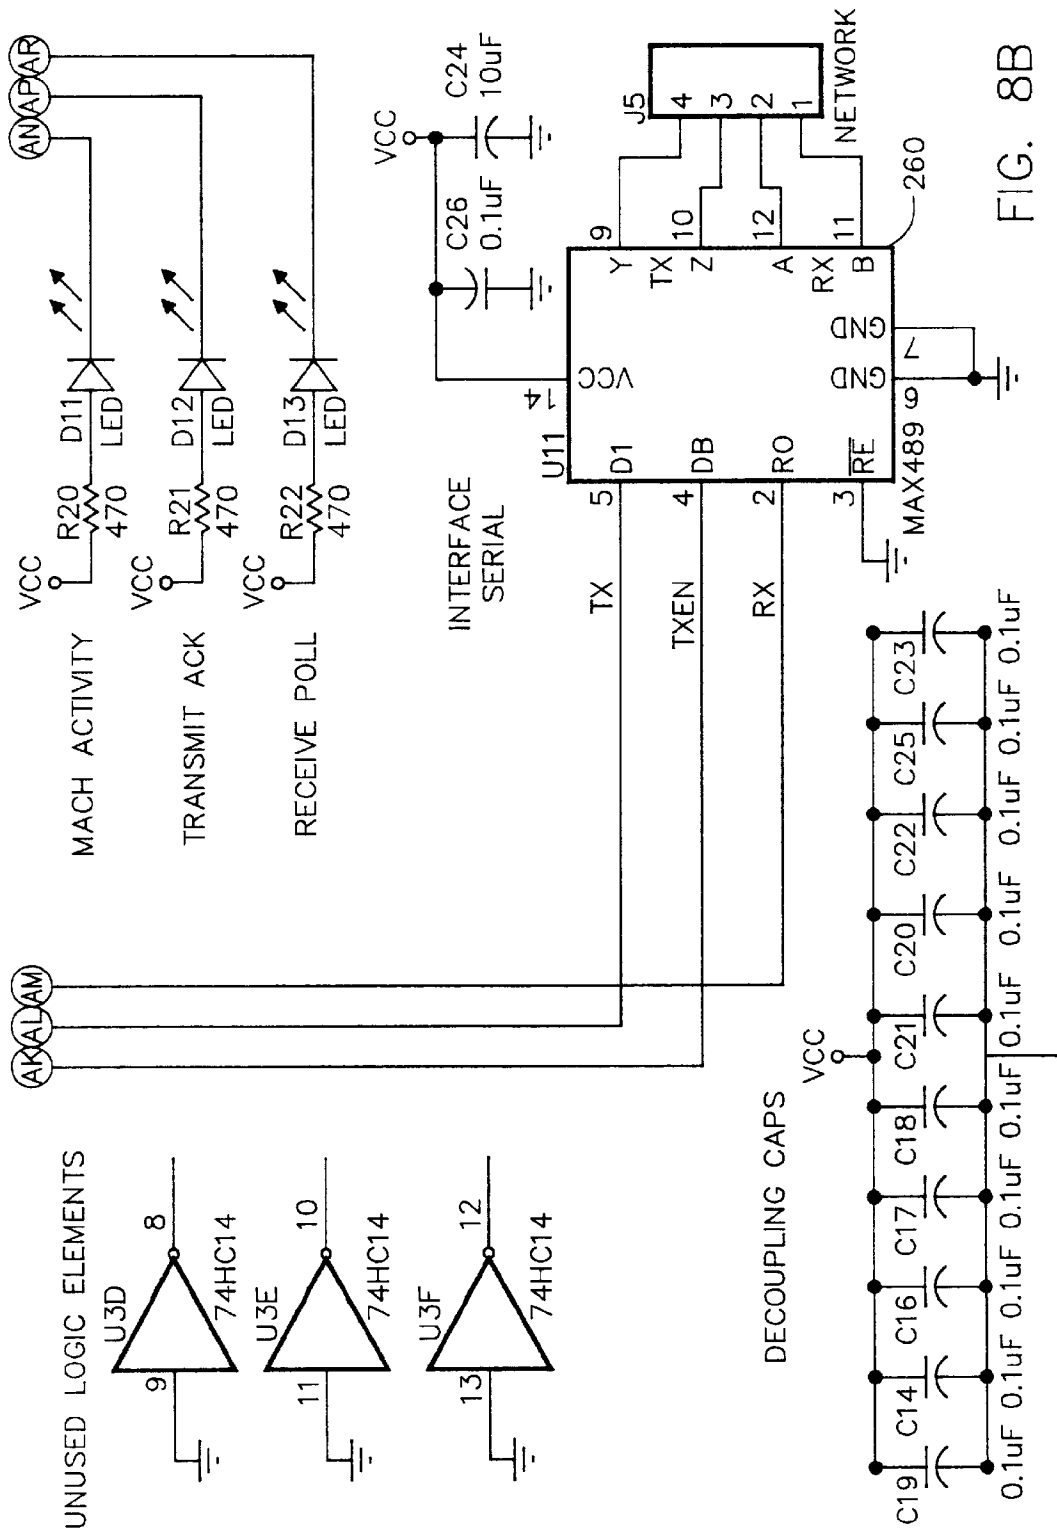 UNUSED LOGIC ELEMENTS
U3D
9
8
74HC14
U3E
11
10
74HC14
U3F
13
12
74HC14
AK
AL
AM
AN
AP
AR
MACH ACTIVITY
VCC
R20
470
D11
LED
TRANSMIT ACK
VCC
R21
470
D12
LED
RECEIVE POLL
VCC
R22
470
D13
LED
INTERFACE
SERIAL
TX
TXEN
RX
U11
5
D1
4
DB
2
RO
3
RE
14
VCC
9
Y
TX
10
Z
12
A
RX
11
B
GND
7
GND
9
MAX489
260
VCC
C26
0.1uF
C24
10uF
J5
4
3
2
1
NETWORK
DECOUPLING CAPS
VCC
C19
C14
C16
C17
C18
C21
C20
C22
C25
C23
0.1uF 0.1uF 0.1uF 0.1uF 0.1uF 0.1uF 0.1uF 0.1uF 0.1uF 0.1uF
FIG. 8B